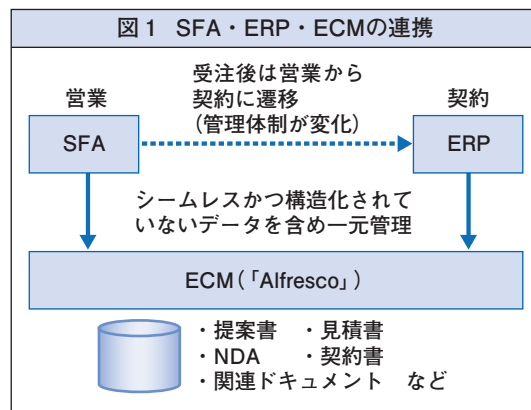 図1 SFA・ERP・ECMの連携
受注後は営業から
契約に遷移
(管理体制が変化)
営業
契約
SFA
ERP
シームレスかつ構造化されて
いないデータを含め一元管理
ECM(「Alfresco」)
・提案書 ・見積書
・NDA ・契約書
・関連ドキュメント など